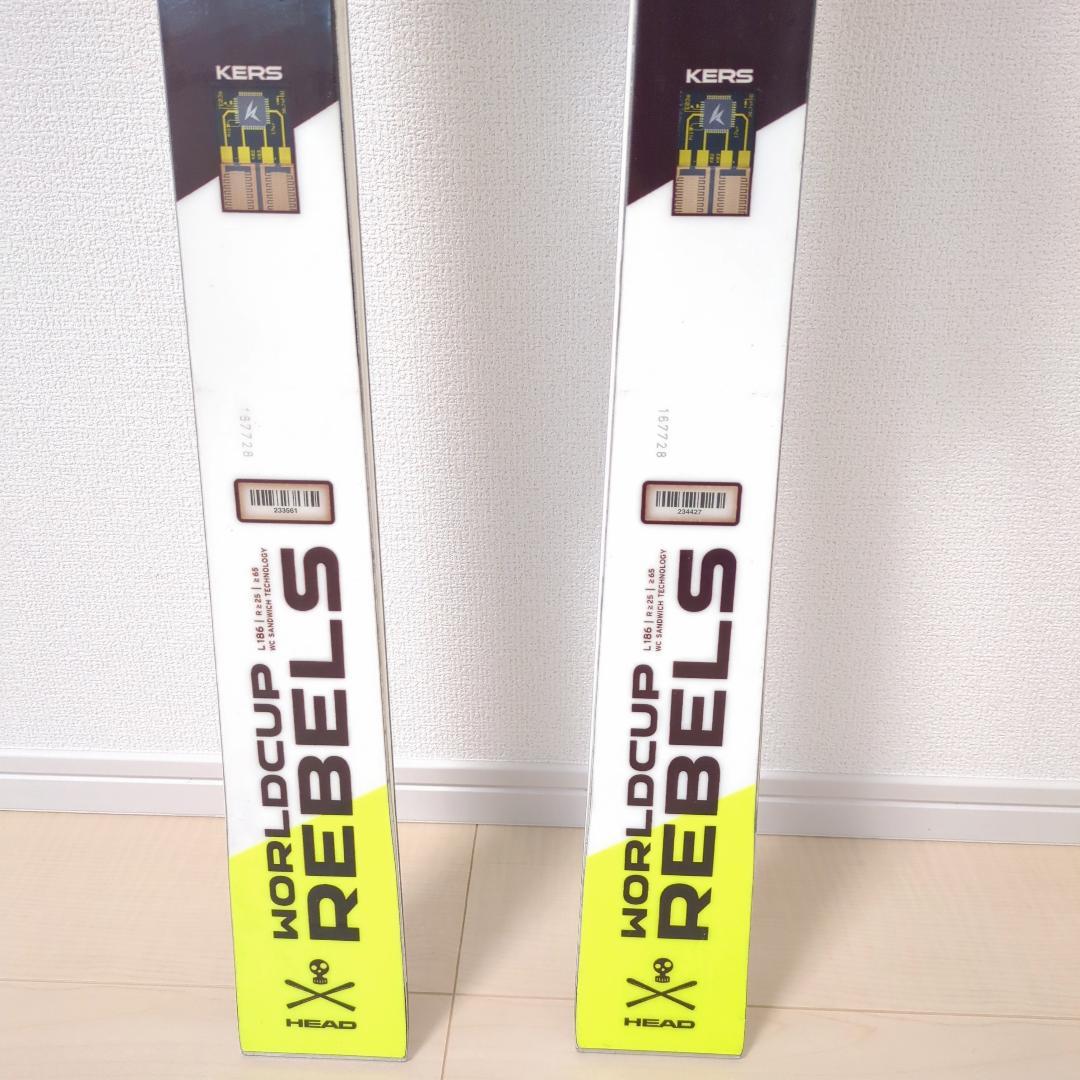 KERS
167728
233561
L 186 | R ≥ 25 | ≥ 65
WC SANDWICH TECHNOLOGY
WORLDCUP
REBELS
HEAD
KERS
167728
234427
L 186 | R ≥ 25 | ≥ 65
WC SANDWICH TECHNOLOGY
WORLDCUP
REBELS
HEAD